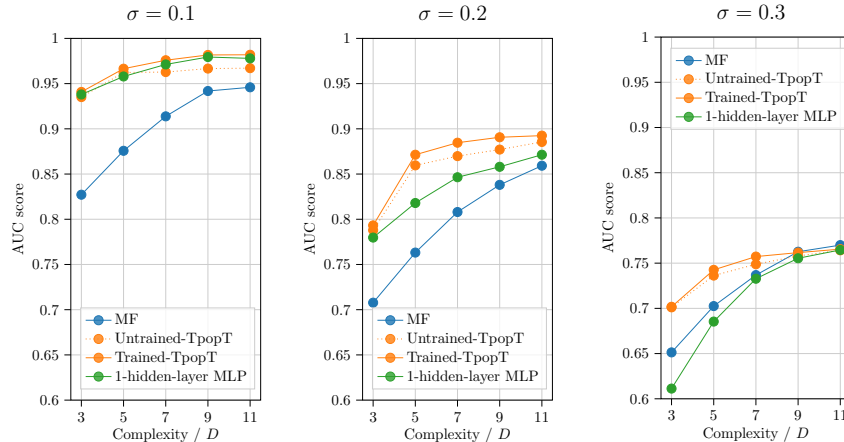 σ = 0.1
1
0.95
0.9
0.85
0.8
0.75
0.7
0.65
0.6
AUC score
MF
Untrained-TpopT
Trained-TpopT
1-hidden-layer MLP
3 5 7 9 11
Complexity / D
σ = 0.2
1
0.95
0.9
0.85
0.8
0.75
0.7
0.65
0.6
AUC score
MF
Untrained-TpopT
Trained-TpopT
1-hidden-layer MLP
3 5 7 9 11
Complexity / D
σ = 0.3
1
0.95
0.9
0.85
0.8
0.75
0.7
0.65
0.6
AUC score
MF
Untrained-TpopT
Trained-TpopT
1-hidden-layer MLP
3 5 7 9 11
Complexity / D